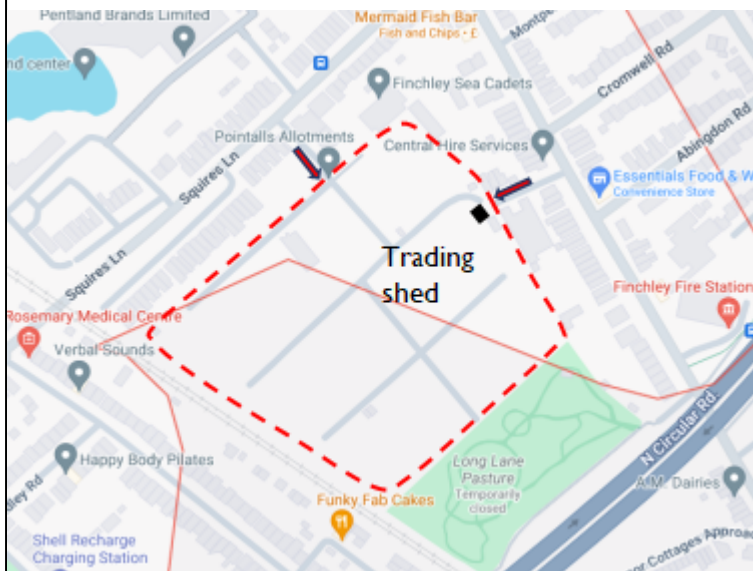 Pentland Brands Limited
Mermaid Fish Bar
Fish and Chips • £
nd center
Finchley Sea Cadets
Cromwell Rd
Pointalls Allotments
Central Hire Services
Abingdon Rd
Squires Ln
Essentials Food & W
Convenience Store
Trading
shed
Squires Ln
Finchley Fire Station
Rosemary Medical Centre
Verbal Sounds
N Circular Rd
Long Lane
Pasture
Temporarily
closed
Happy Body Pilates
A.M. Dairies
Funky Fab Cakes
Shell Recharge
Charging Station
Cottages Approa